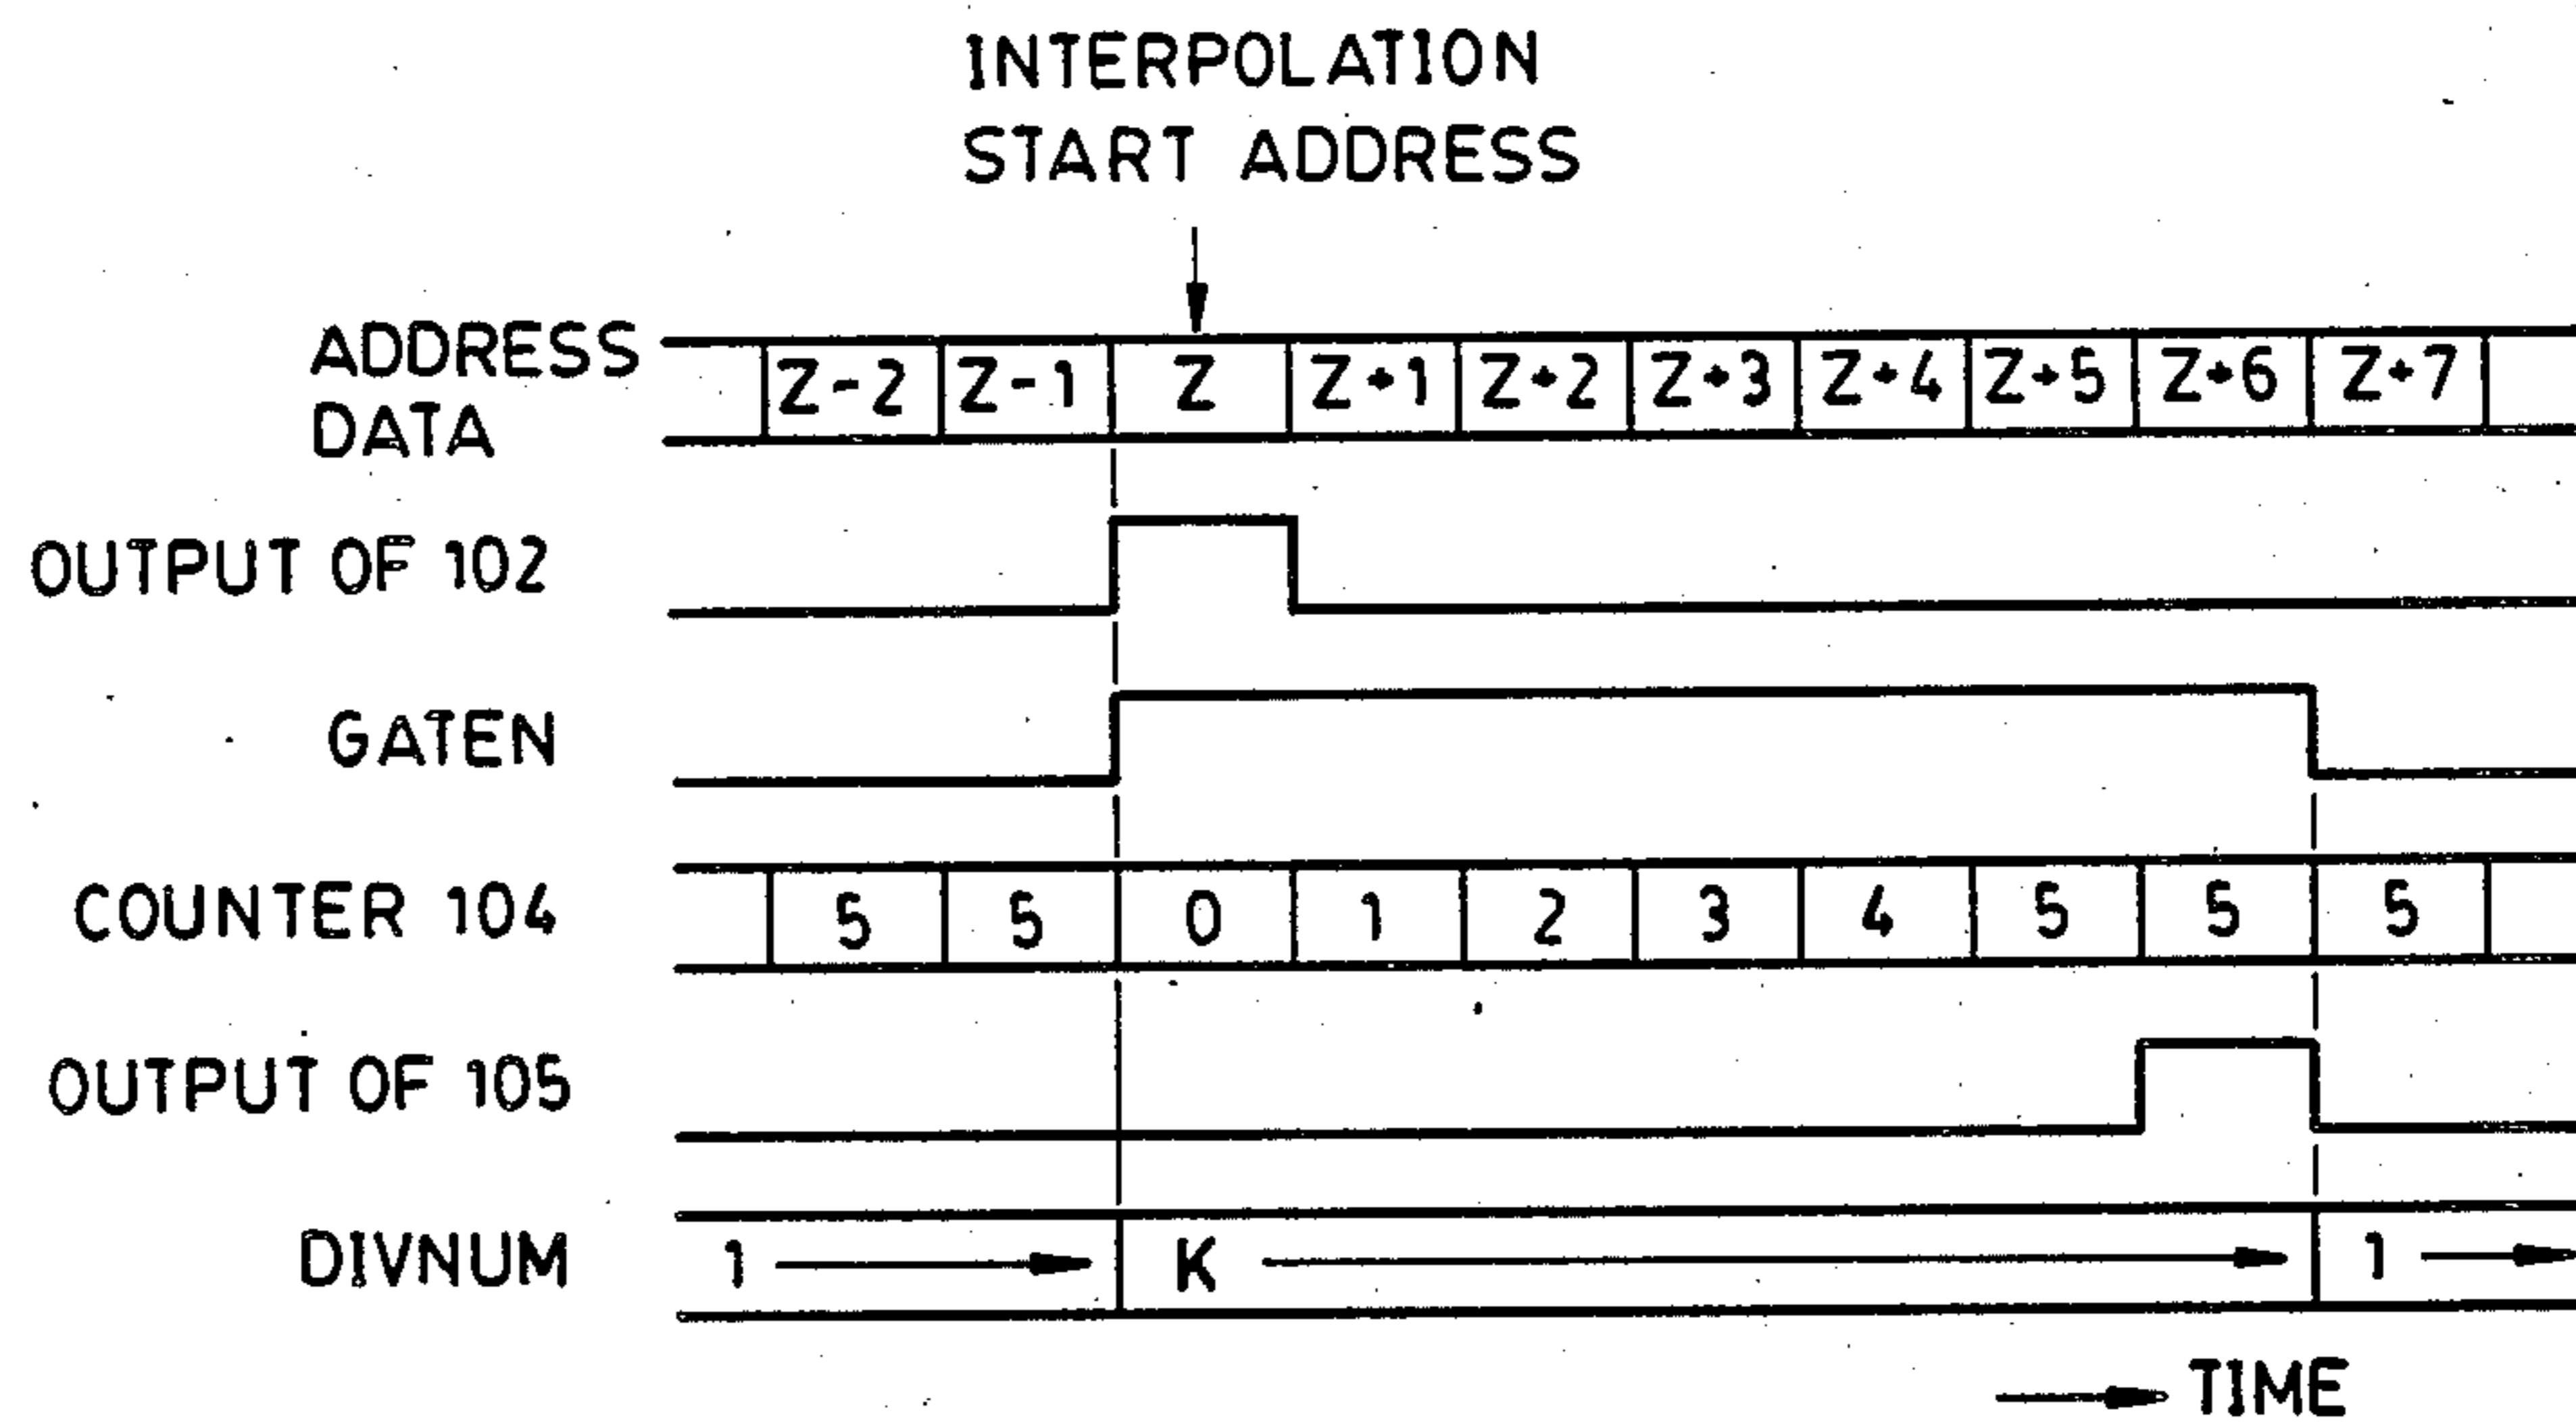 INTERPOLATION
START ADDRESS
ADDRESS
DATA
Z-2 Z-1 Z Z+1 Z+2 Z+3 Z+4 Z+5 Z+6 Z+7
OUTPUT OF 102
GATEN
COUNTER 104 5 5 0 1 2 3 4 5 5 5
OUTPUT OF 105
DIVNUM 1 K 1
TIME